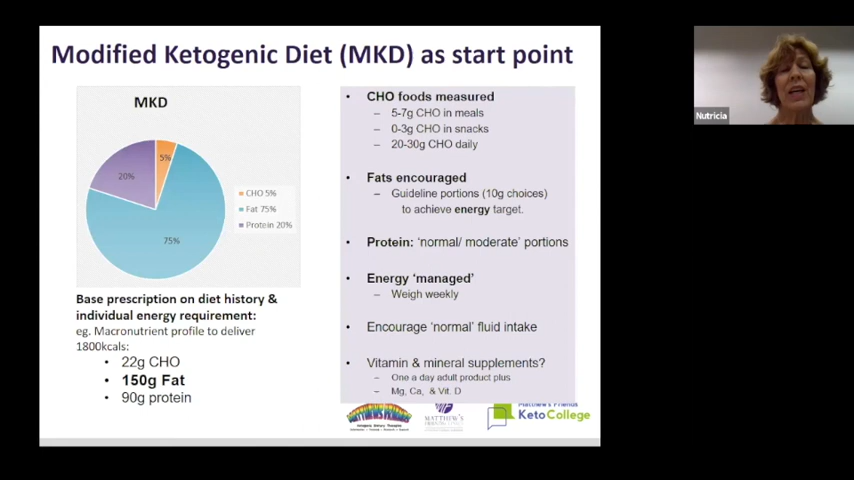 Modified Ketogenic Diet (MKD) as start point
MKD
5%
20%
75%
CHO 5%
Fat 75%
Protein 20%
Base prescription on diet history &
individual energy requirement:
eg. Macronutrient profile to deliver
1800kcals:
• 22g CHO
• 150g Fat
• 90g protein
• CHO foods measured
– 5-7g CHO in meals
– 0-3g CHO in snacks
– 20-30g CHO daily
• Fats encouraged
– Guideline portions (10g choices)
to achieve energy target.
• Protein: 'normal/ moderate' portions
• Energy 'managed'
– Weigh weekly
• Encourage 'normal' fluid intake
• Vitamin & mineral supplements?
– One a day adult product plus
– Mg, Ca, & Vit. D
MATTHEW'S
Matthew's Friends
KetoCollege
Nutricia